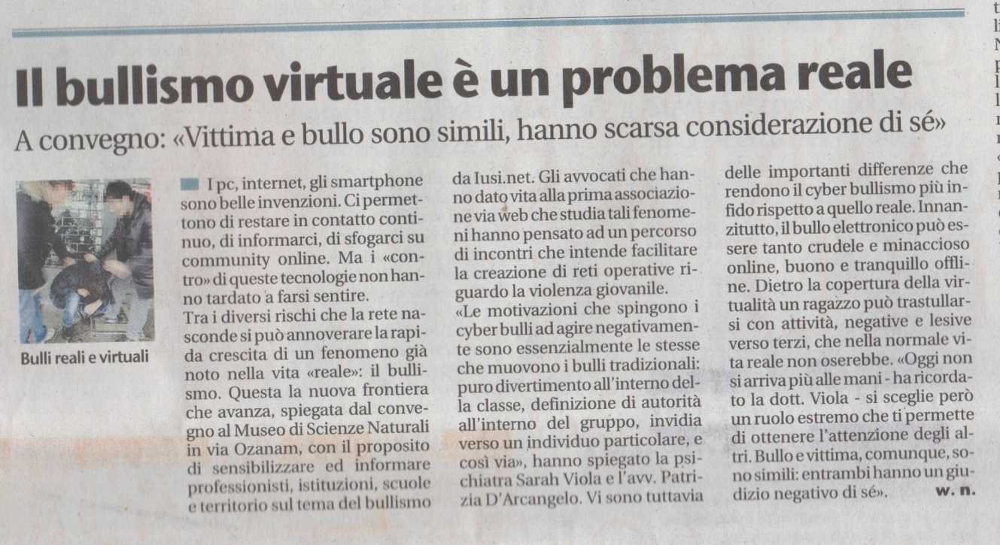 Il bullismo virtuale è un problema reale
A convegno: «Vittima e bullo sono simili, hanno scarsa considerazione di sé»
Bulli reali e virtuali
I pc, internet, gli smartphone
sono belle invenzioni. Ci permet-
tono di restare in contatto conti-
nuo, di informarci, di sfogarci su
community online. Ma i «con-
tro» di queste tecnologie non han-
no tardato a farsi sentire.
Tra i diversi rischi che la rete na-
sconde si può annoverare la rapi-
da crescita di un fenomeno già
noto nella vita «reale»: il bulli-
smo. Questa la nuova frontiera
che avanza, spiegata dal conve-
gno al Museo di Scienze Naturali
in via Ozanam, con il proposito
di sensibilizzare ed informare
professionisti, istituzioni, scuole
e territorio sul tema del bullismo
da Iusi.net. Gli avvocati che han-
no dato vita alla prima associazio-
ne via web che studia tali fenome-
ni hanno pensato ad un percorso
di incontri che intende facilitare
la creazione di reti operative ri-
guardo la violenza giovanile.
«Le motivazioni che spingono i
cyber bulli ad agire negativamen-
te sono essenzialmente le stesse
che muovono i bulli tradizionali:
puro divertimento all'interno del-
la classe, definizione di autorità
all'interno del gruppo, invidia
verso un individuo particolare, e
così via», hanno spiegato la psi-
chiatra Sarah Viola e l'avv. Patri-
zia D'Arcangelo. Vi sono tuttavia
delle importanti differenze che
rendono il cyber bullismo più in-
fido rispetto a quello reale. Innan-
zitutto, il bullo elettronico può es-
sere tanto crudele e minaccioso
online, buono e tranquillo offli-
ne. Dietro la copertura della vir-
tualità un ragazzo può trastullar-
si con attività, negative e lesive
verso terzi, che nella normale vi-
ta reale non oserebbe. «Oggi non
si arriva più alle mani - ha ricorda-
to la dott. Viola - si sceglie però
un ruolo estremo che ti permette
di ottenere l'attenzione degli al-
tri. Bullo e vittima, comunque, so-
no simili: entrambi hanno un giu-
dizio negativo di sé». w. n.